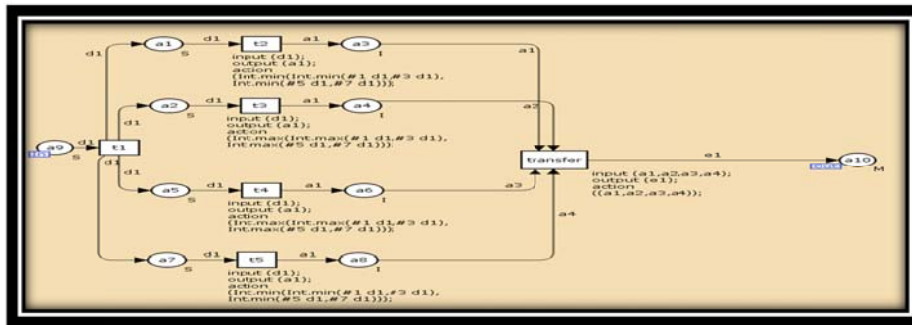 a1
S
d1
t2
a1
a3
I
input (d1);
output (a1);
action
(Int.min(Int.min(#1 d1,#3 d1),
Int.min(#5 d1,#7 d1)));
a1
d1
a2
S
d1
t3
a1
a4
I
input (d1);
output (a1);
action
(Int.max(Int.max(#1 d1,#3 d1),
Int.max(#5 d1,#7 d1)));
a2
d1
a9
S
d1
t1
d1
d1
transfer
input (a1,a2,a3,a4);
output (e1);
action
((a1,a2,a3,a4));
e1
a10
M
a5
S
d1
t4
a1
a6
I
input (d1);
output (a1);
action
(Int.max(Int.max(#1 d1,#3 d1),
Int.max(#5 d1,#7 d1)));
a3
a4
a7
S
d1
t5
a1
a8
I
input (d1);
output (a1);
action
(Int.min(Int.min(#1 d1,#3 d1),
Int.min(#5 d1,#7 d1)));